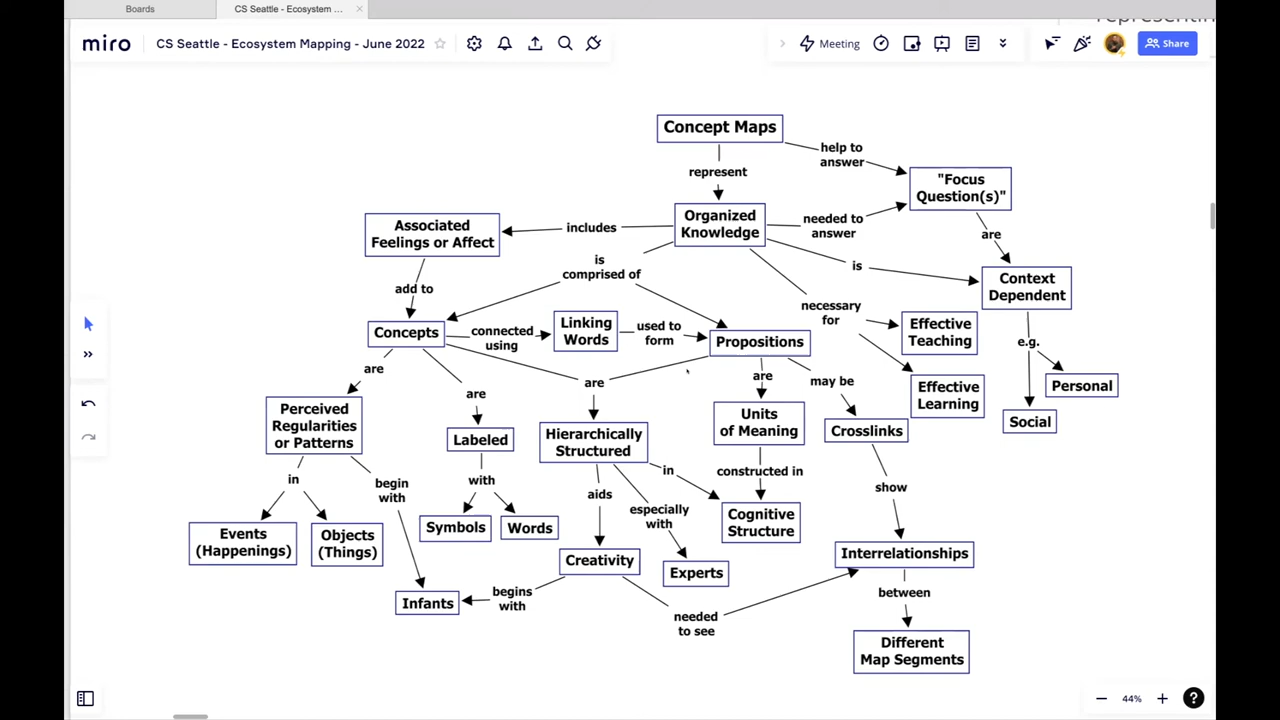 Boards
CS Seattle - Ecosystem ...
miro
CS Seattle - Ecosystem Mapping - June 2022
Meeting
Share
Concept Maps
help to
answer
represent
"Focus
Question(s)"
Organized
Knowledge
needed to
answer
includes
Associated
Feelings or Affect
are
is
comprised of
is
Context
Dependent
add to
necessary
for
Concepts
connected
using
Linking
Words
used to
form
Propositions
Effective
Teaching
e.g.
are
are
are
may be
Effective
Learning
Personal
are
Perceived
Regularities
or Patterns
Labeled
Hierarchically
Structured
Units
of Meaning
Crosslinks
Social
in
begin
with
with
aids
in
especially
with
constructed in
show
Events
(Happenings)
Objects
(Things)
Symbols
Words
Cognitive
Structure
Creativity
Experts
Interrelationships
Infants
begins
with
needed
to see
between
Different
Map Segments
44%